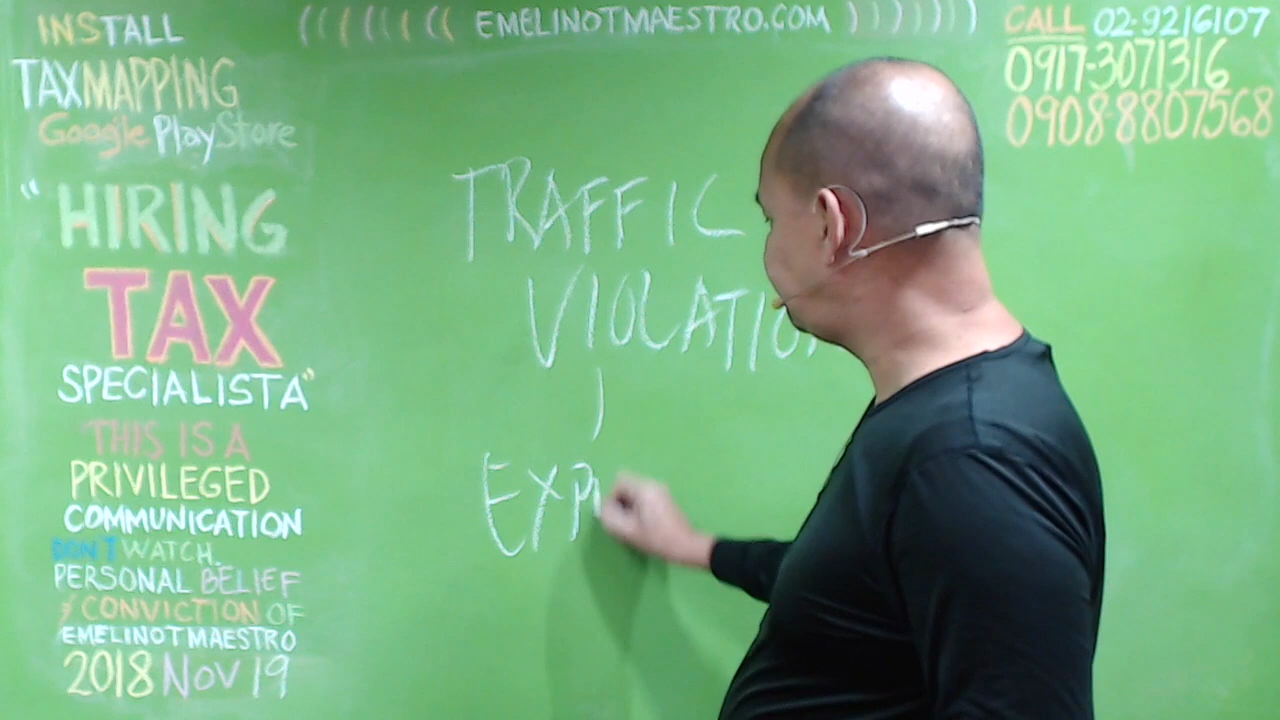 INSTALL
TAXMAPPING
Google PlayStore
"HIRING
TAX
SPECIALISTA"
THIS IS A
PRIVILEGED
COMMUNICATION
DON'T WATCH.
PERSONAL BELIEF
& CONVICTION OF
EMELINOTMAESTRO
2018 Nov 19
((((((( EMELINOTMAESTRO.COM )))))))
TRAFFIC
VIOLATION
EXP
CALL 02-9216107
0917-3071316
0908-8807568